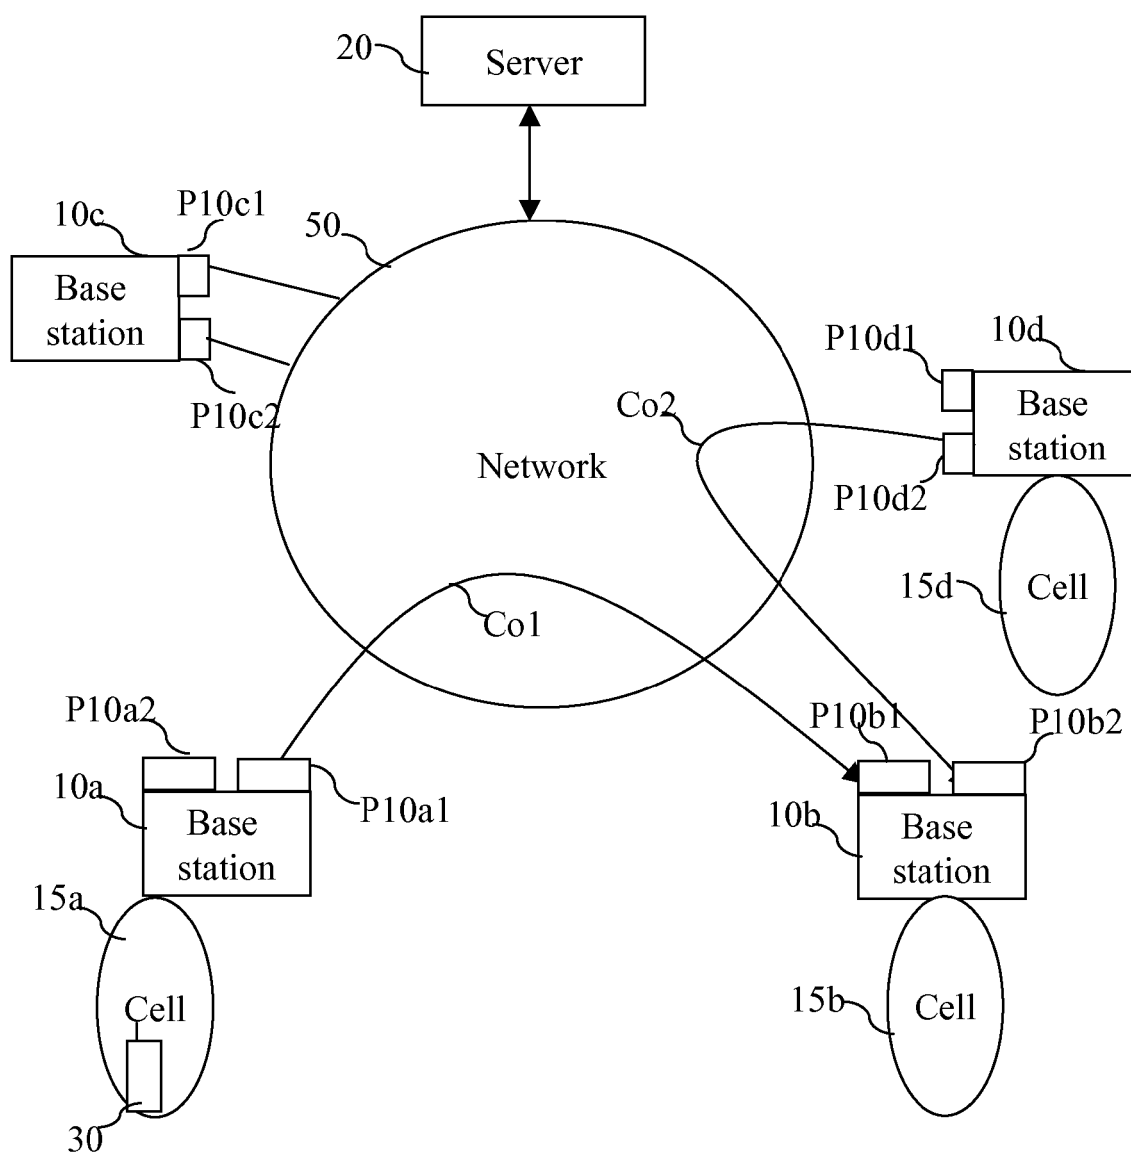 20
Server
P10c1
10c
50
Base
station
P10c2
10d
P10d1
Base
station
Co2
Network
P10d2
15d
Cell
Co1
P10a2
P10b1
P10b2
10a
P10a1
Base
station
10b
Base
station
15a
15b
Cell
Cell
30